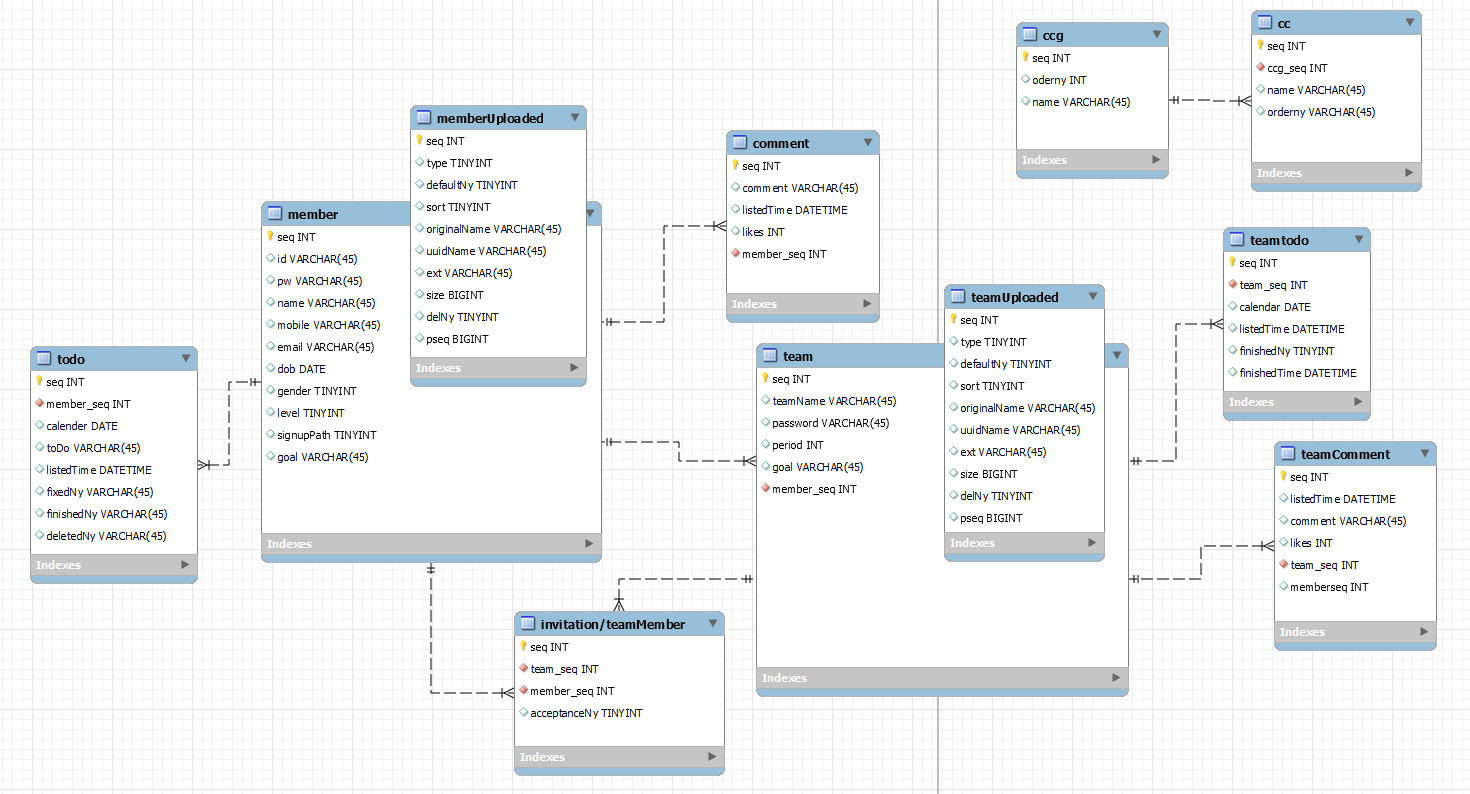 ccg
seq INT
oderny INT
name VARCHAR(45)
Indexes
cc
seq INT
ccg_seq INT
name VARCHAR(45)
orderny VARCHAR(45)
Indexes
memberUploaded
seq INT
type TINYINT
defaultNy TINYINT
sort TINYINT
originalName VARCHAR(45)
uuidName VARCHAR(45)
ext VARCHAR(45)
size BIGINT
delNy TINYINT
pseq BIGINT
Indexes
comment
seq INT
comment VARCHAR(45)
listedTime DATETIME
likes INT
member_seq INT
Indexes
member
seq INT
id VARCHAR(45)
pw VARCHAR(45)
name VARCHAR(45)
mobile VARCHAR(45)
email VARCHAR(45)
dob DATE
gender TINYINT
level TINYINT
signupPath TINYINT
goal VARCHAR(45)
Indexes
teamtodo
seq INT
team_seq INT
calendar DATE
listedTime DATETIME
finishedNy TINYINT
finishedTime DATETIME
Indexes
teamUploaded
seq INT
type TINYINT
defaultNy TINYINT
sort TINYINT
originalName VARCHAR(45)
uuidName VARCHAR(45)
ext VARCHAR(45)
size BIGINT
delNy TINYINT
pseq BIGINT
Indexes
todo
seq INT
member_seq INT
calender DATE
toDo VARCHAR(45)
listedTime DATETIME
fixedNy VARCHAR(45)
finishedNy VARCHAR(45)
deletedNy VARCHAR(45)
Indexes
team
seq INT
teamName VARCHAR(45)
password VARCHAR(45)
period INT
goal VARCHAR(45)
member_seq INT
Indexes
teamComment
seq INT
listedTime DATETIME
comment VARCHAR(45)
likes INT
team_seq INT
memberseq INT
Indexes
invitation/teamMember
seq INT
team_seq INT
member_seq INT
acceptanceNy TINYINT
Indexes